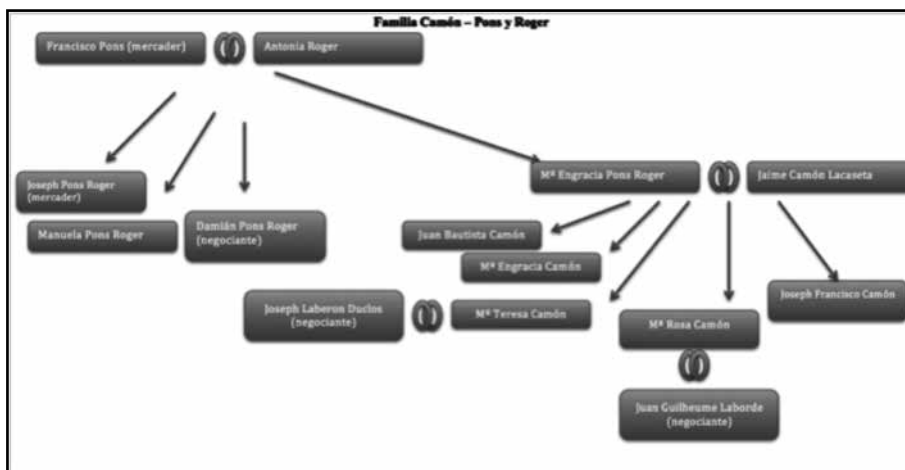 Familia Camón – Pons y Roger
Francisco Pons (mercader)
Antonia Roger
Joseph Pons Roger
(mercader)
Manuela Pons Roger
Damián Pons Roger
(negociante)
Mª Engracia Pons Roger
Jaime Camón Lacaseta
Juan Bautista Camón
Mª Engracia Camón
Joseph Laberon Duclos
(negociante)
Mª Teresa Camón
Mª Rosa Camón
Joseph Francisco Camón
Juan Guilheume Laborde
(negociante)